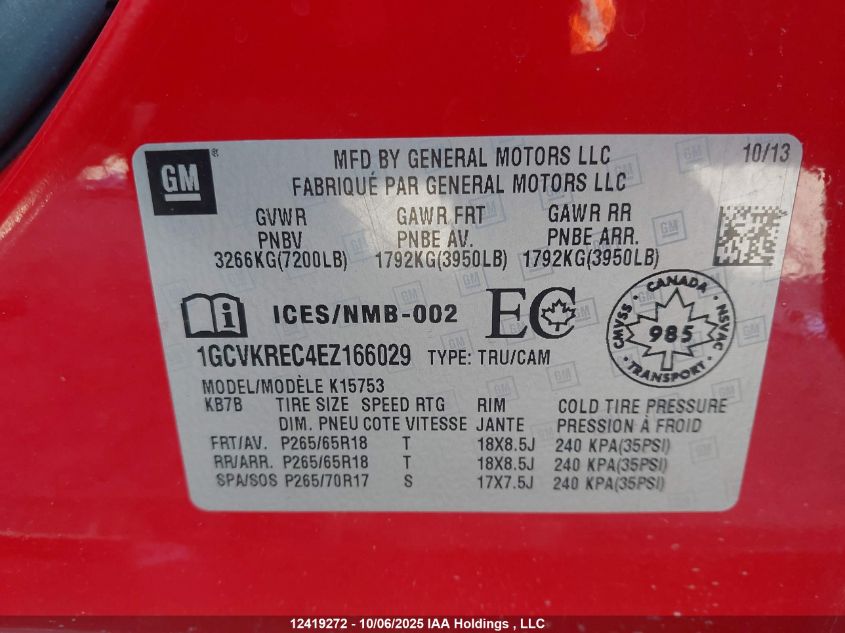 GM
MFD BY GENERAL MOTORS LLC 10/13
FABRIQUÉ PAR GENERAL MOTORS LLC
GVWR GAWR FRT GAWR RR
PNBV PNBE AV. PNBE ARR.
3266KG(7200LB) 1792KG(3950LB) 1792KG(3950LB)
i ICES/NMB-002 EC
CANADA CMVSS NSVAC 985 TRANSPORT
1GCVKREC4EZ166029 TYPE: TRU/CAM
MODEL/MODÈLE K15753
KB7B TIRE SIZE SPEED RTG RIM COLD TIRE PRESSURE
DIM. PNEU COTE VITESSE JANTE PRESSION À FROID
FRT/AV. P265/65R18 T 18X8.5J 240 KPA(35PSI)
RR/ARR. P265/65R18 T 18X8.5J 240 KPA(35PSI)
SPA/SOS P265/70R17 S 17X7.5J 240 KPA(35PSI)
12419272 - 10/06/2025 IAA Holdings , LLC